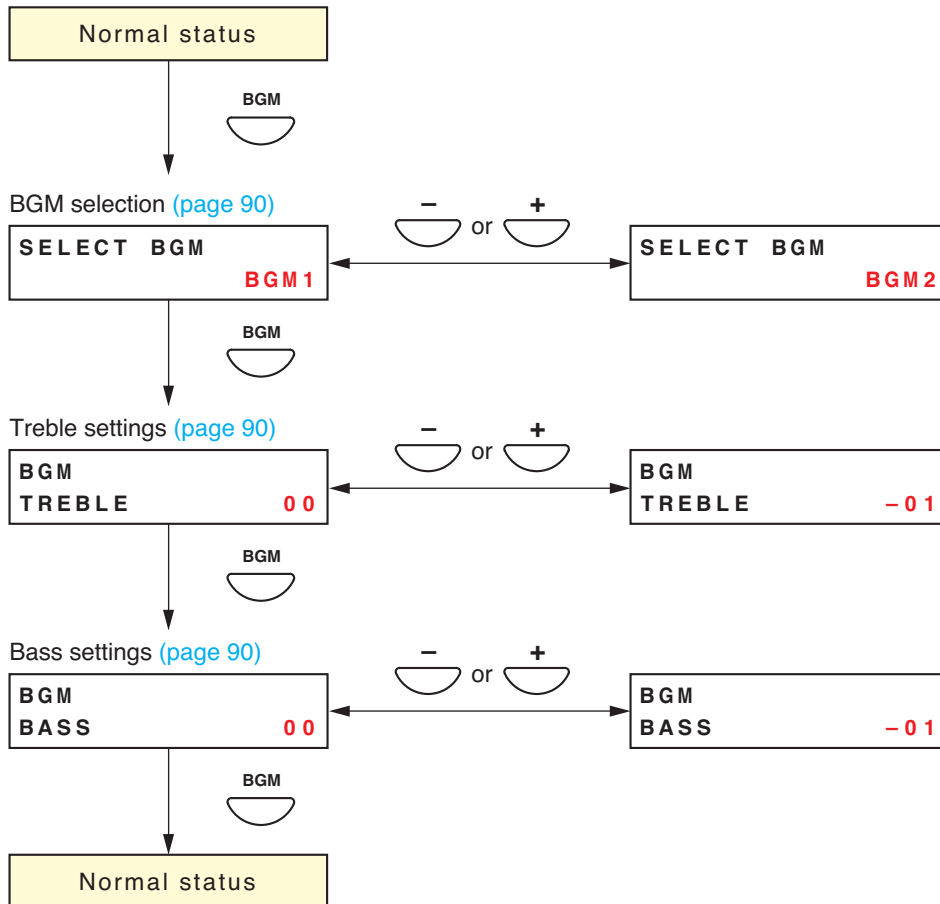 Normal status
BGM
BGM selection (page 90)
– or +
SELECT BGM
BGM1
SELECT BGM
BGM2
BGM
Treble settings (page 90)
– or +
BGM
TREBLE 00
BGM
TREBLE –01
BGM
Bass settings (page 90)
– or +
BGM
BASS 00
BGM
BASS –01
BGM
Normal status